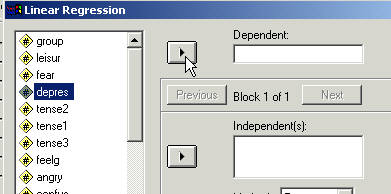 Linear Regression
group
leisur
fear
depres
tense2
tense1
tense3
feelg
angry
Dependent:
Previous
Block 1 of 1
Next
Independent(s):